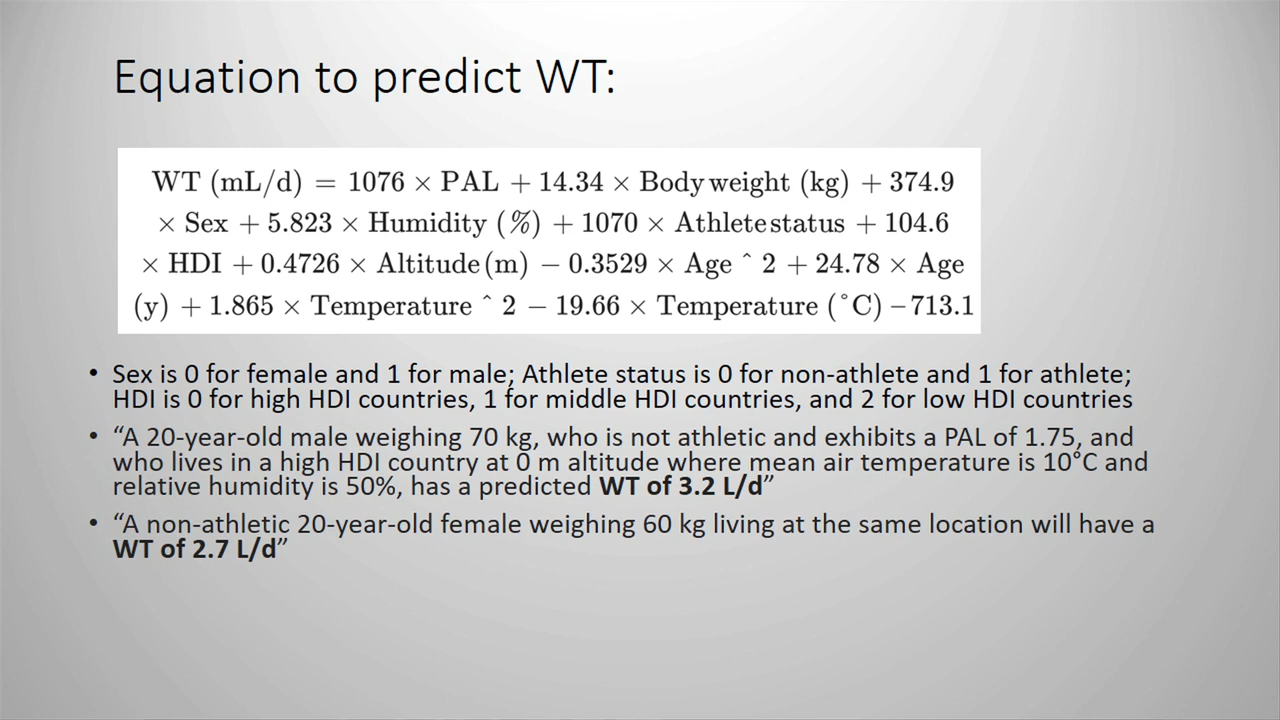 Equation to predict WT:
WT (mL/d) = 1076 × PAL + 14.34 × Body weight (kg) + 374.9
× Sex + 5.823 × Humidity (%) + 1070 × Athlete status + 104.6
× HDI + 0.4726 × Altitude (m) − 0.3529 × Age ^ 2 + 24.78 × Age
(y) + 1.865 × Temperature ^ 2 − 19.66 × Temperature (°C) − 713.1
• Sex is 0 for female and 1 for male; Athlete status is 0 for non-athlete and 1 for athlete;
HDI is 0 for high HDI countries, 1 for middle HDI countries, and 2 for low HDI countries
• “A 20-year-old male weighing 70 kg, who is not athletic and exhibits a PAL of 1.75, and
who lives in a high HDI country at 0 m altitude where mean air temperature is 10°C and
relative humidity is 50%, has a predicted WT of 3.2 L/d”
• “A non-athletic 20-year-old female weighing 60 kg living at the same location will have a
WT of 2.7 L/d”